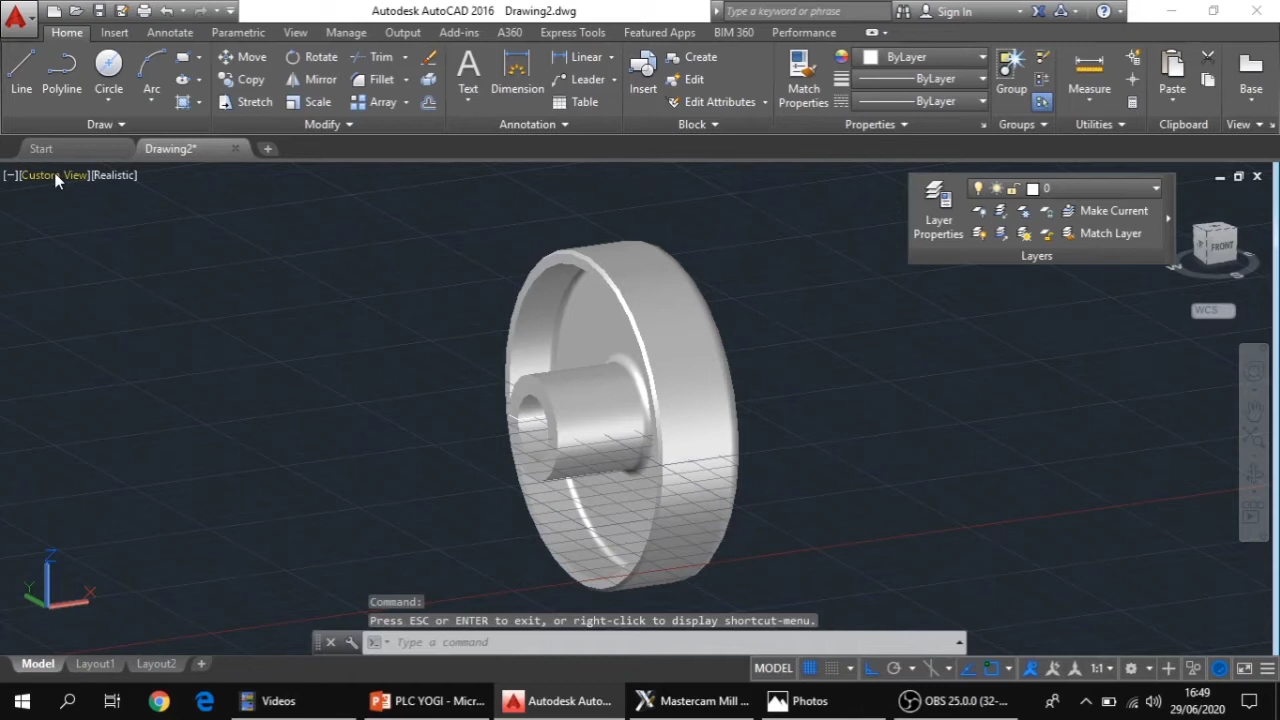 Autodesk AutoCAD 2016 Drawing2.dwg
Type a keyword or phrase
Sign In
Home Insert Annotate Parametric View Manage Output Add-ins A360 Express Tools Featured Apps BIM 360 Performance
Line Polyline Circle Arc
Move Rotate Trim
Copy Mirror Fillet
Stretch Scale Array
Text Dimension
Linear
Leader
Table
Insert
Create
Edit
Edit Attributes
Match Properties
ByLayer
ByLayer
ByLayer
Group
Measure
Paste
Base
Draw Modify Annotation Block Properties Groups Utilities Clipboard View
Start Drawing2*
[−][Custom View][Realistic]
0
Layer Properties
Make Current
Match Layer
Layers
FRONT
W
S
WCS
Z
Y
X
Command:
Press ESC or ENTER to exit, or right-click to display shortcut-menu.
Type a command
Model Layout1 Layout2
MODEL
1:1
Videos
PLC YOGI - Micr...
Autodesk Auto...
Mastercam Mill ...
Photos
OBS 25.0.0 (32-...
16:49
29/06/2020